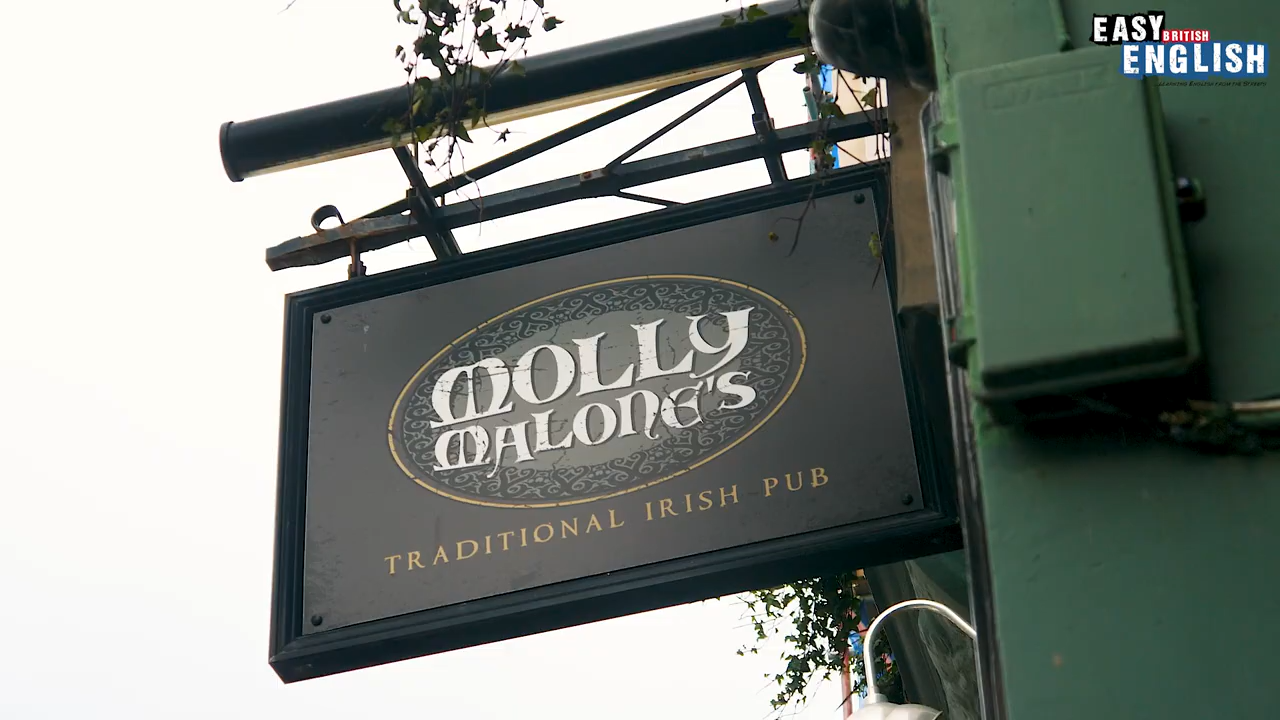 EASY
BRITISH
ENGLISH
MOLLY
MALONE'S
TRADITIONAL IRISH PUB